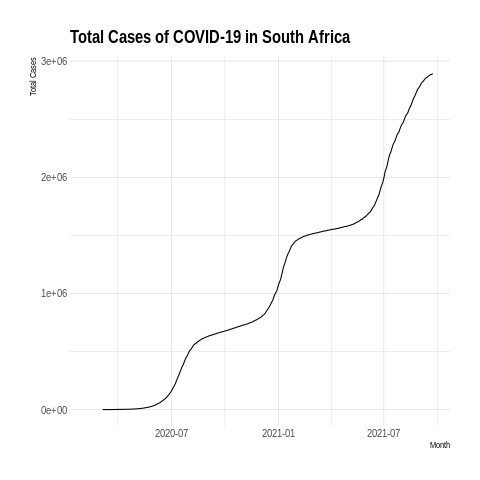 Total Cases of COVID-19 in South Africa
Total Cases
3e+06
2e+06
1e+06
0e+00
2020-07 2021-01 2021-07
Month